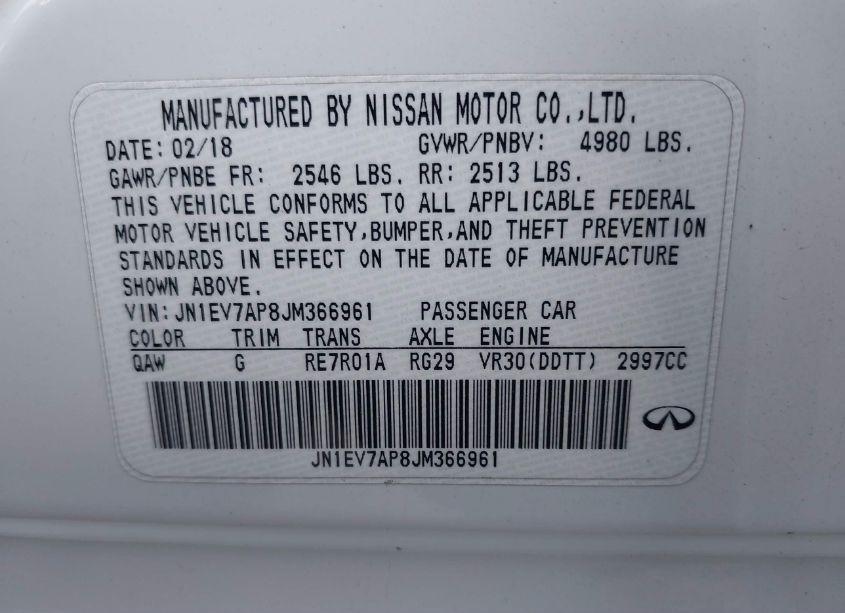 MANUFACTURED BY NISSAN MOTOR CO.,LTD.
DATE: 02/18 GVWR/PNBV: 4980 LBS.
GAWR/PNBE FR: 2546 LBS. RR: 2513 LBS.
THIS VEHICLE CONFORMS TO ALL APPLICABLE FEDERAL
MOTOR VEHICLE SAFETY,BUMPER,AND THEFT PREVENTION
STANDARDS IN EFFECT ON THE DATE OF MANUFACTURE
SHOWN ABOVE.
VIN:JN1EV7AP8JM366961 PASSENGER CAR
COLOR TRIM TRANS AXLE ENGINE
QAW G RE7R01A RG29 VR30(DDTT) 2997CC
JN1EV7AP8JM366961